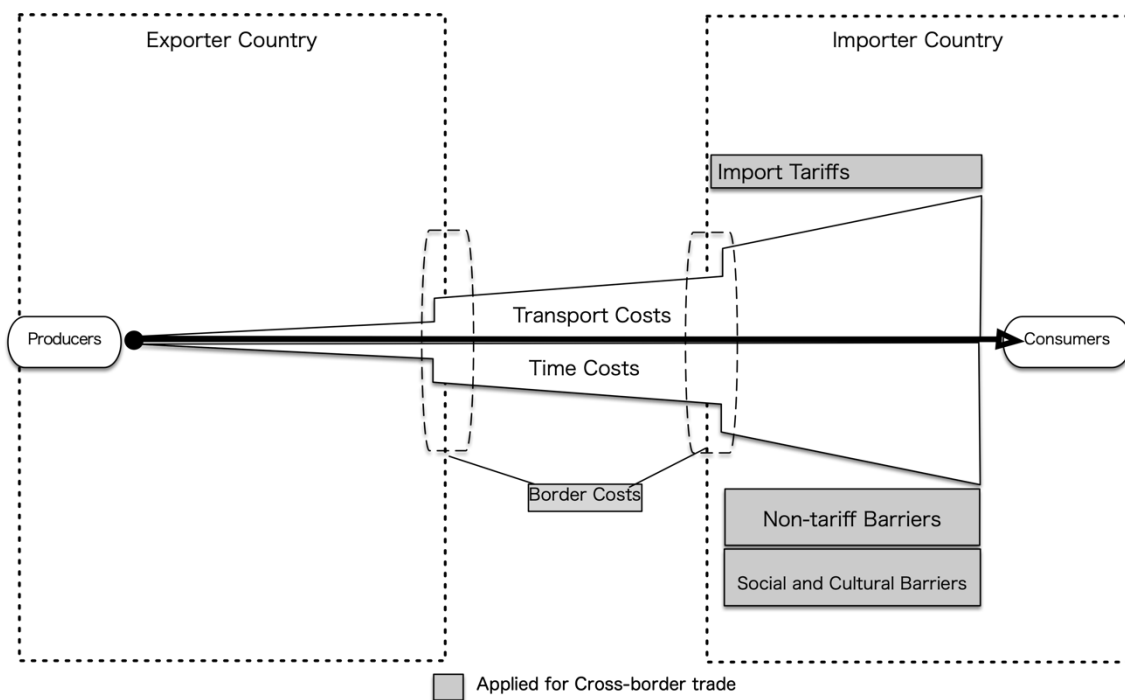 Exporter Country
Importer Country
Import Tariffs
Transport Costs
Producers
Consumers
Time Costs
Border Costs
Non-tariff Barriers
Social and Cultural Barriers
Applied for Cross-border trade